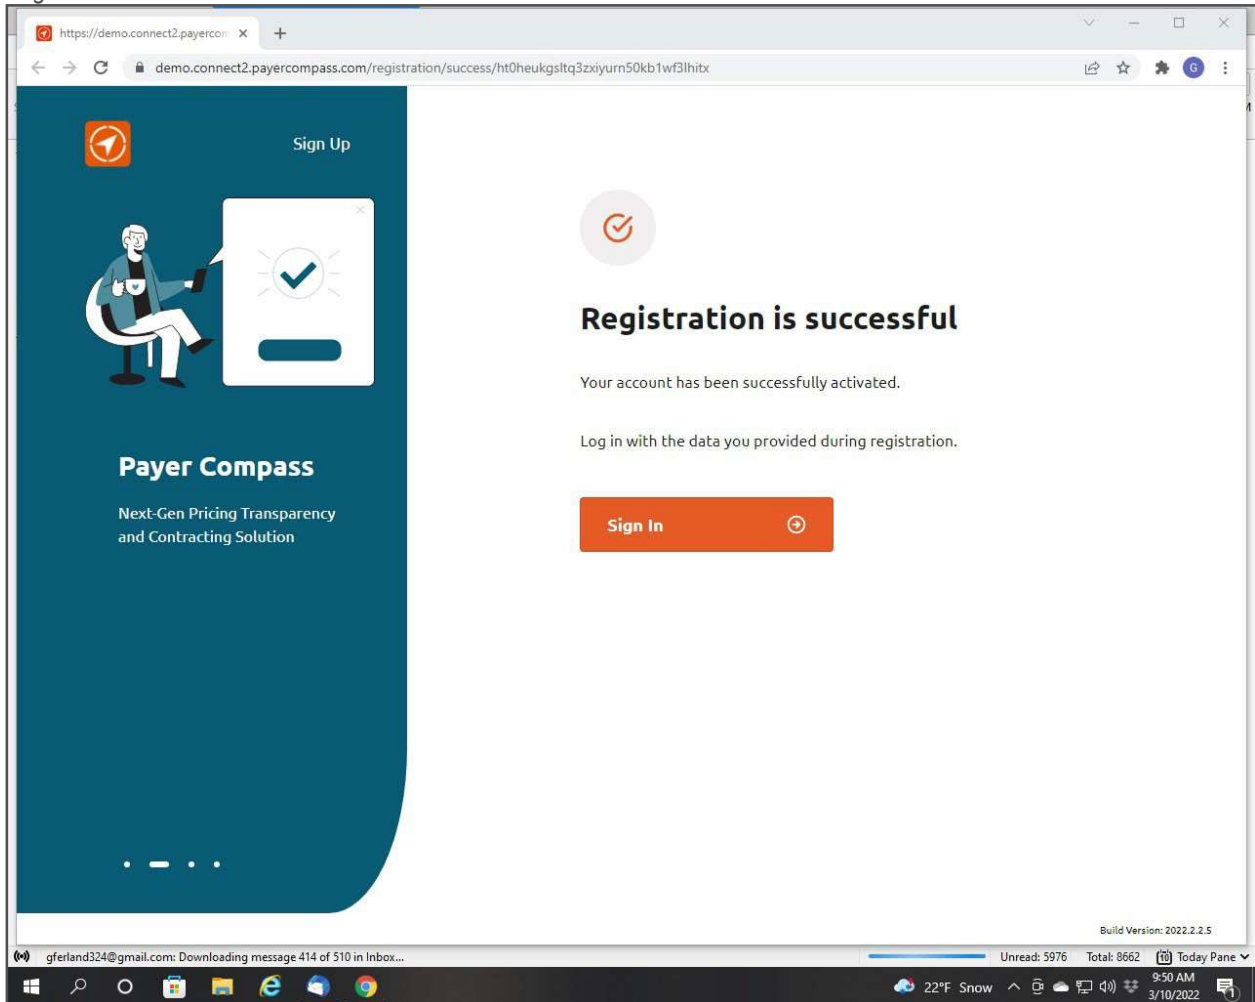 https://demo.connect2.payercom
demo.connect2.payercompass.com/registration/success/ht0heukgsltq3zxiyurn50kb1wf3lhitx
G
Sign Up
Registration is successful
Your account has been successfully activated.
Log in with the data you provided during registration.
Payer Compass
Sign In
Next-Gen Pricing Transparency
and Contracting Solution
Build Version: 2022.2.2.5
gferland324@gmail.com: Downloading message 414 of 510 in Inbox...
Unread: 5976
Total: 8662
10
Today Pane
22°F Snow
9:50 AM
3/10/2022
1